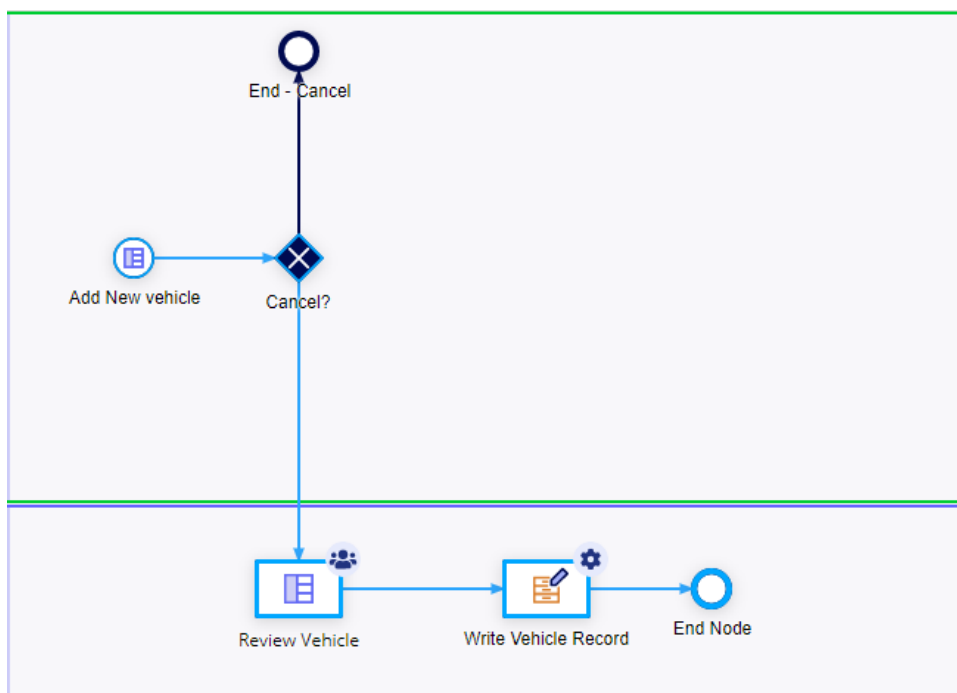 End - Cancel
Add New vehicle
Cancel?
Review Vehicle
Write Vehicle Record
End Node